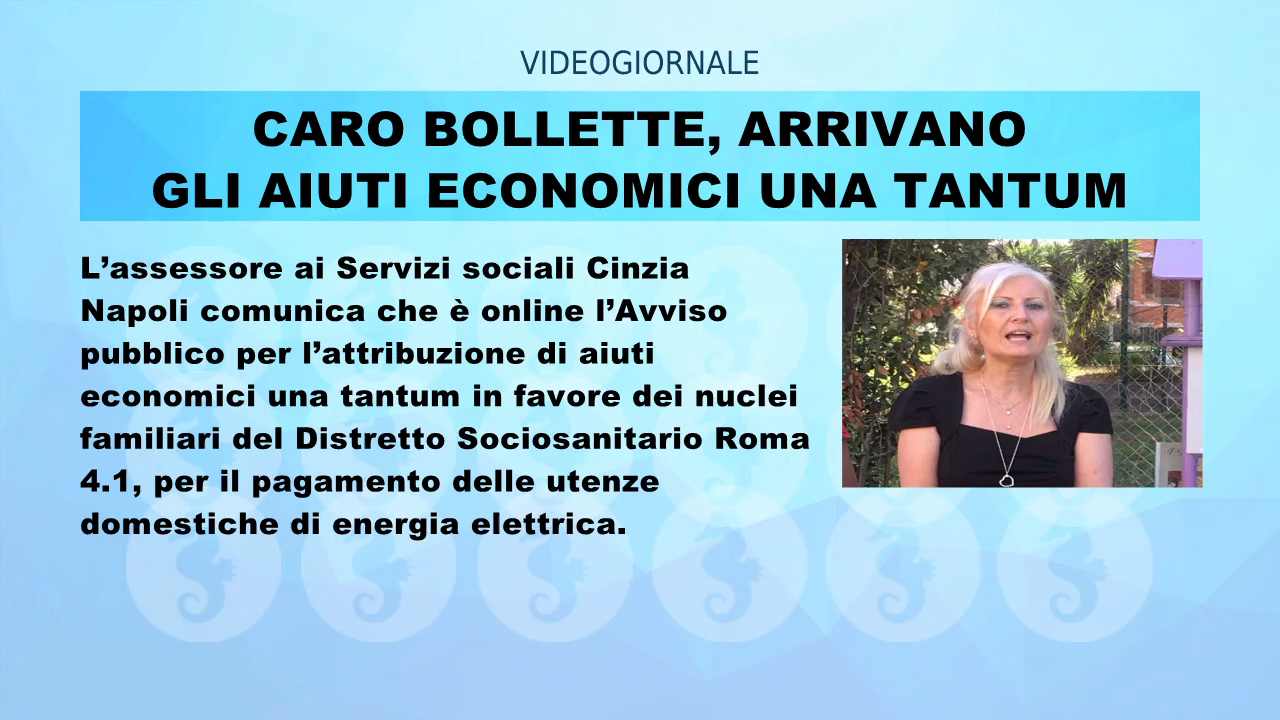 VIDEOGIORNALE
CARO BOLLETTE, ARRIVANO
GLI AIUTI ECONOMICI UNA TANTUM
L’assessore ai Servizi sociali Cinzia
Napoli comunica che è online l’Avviso
pubblico per l’attribuzione di aiuti
economici una tantum in favore dei nuclei
familiari del Distretto Sociosanitario Roma
4.1, per il pagamento delle utenze
domestiche di energia elettrica.